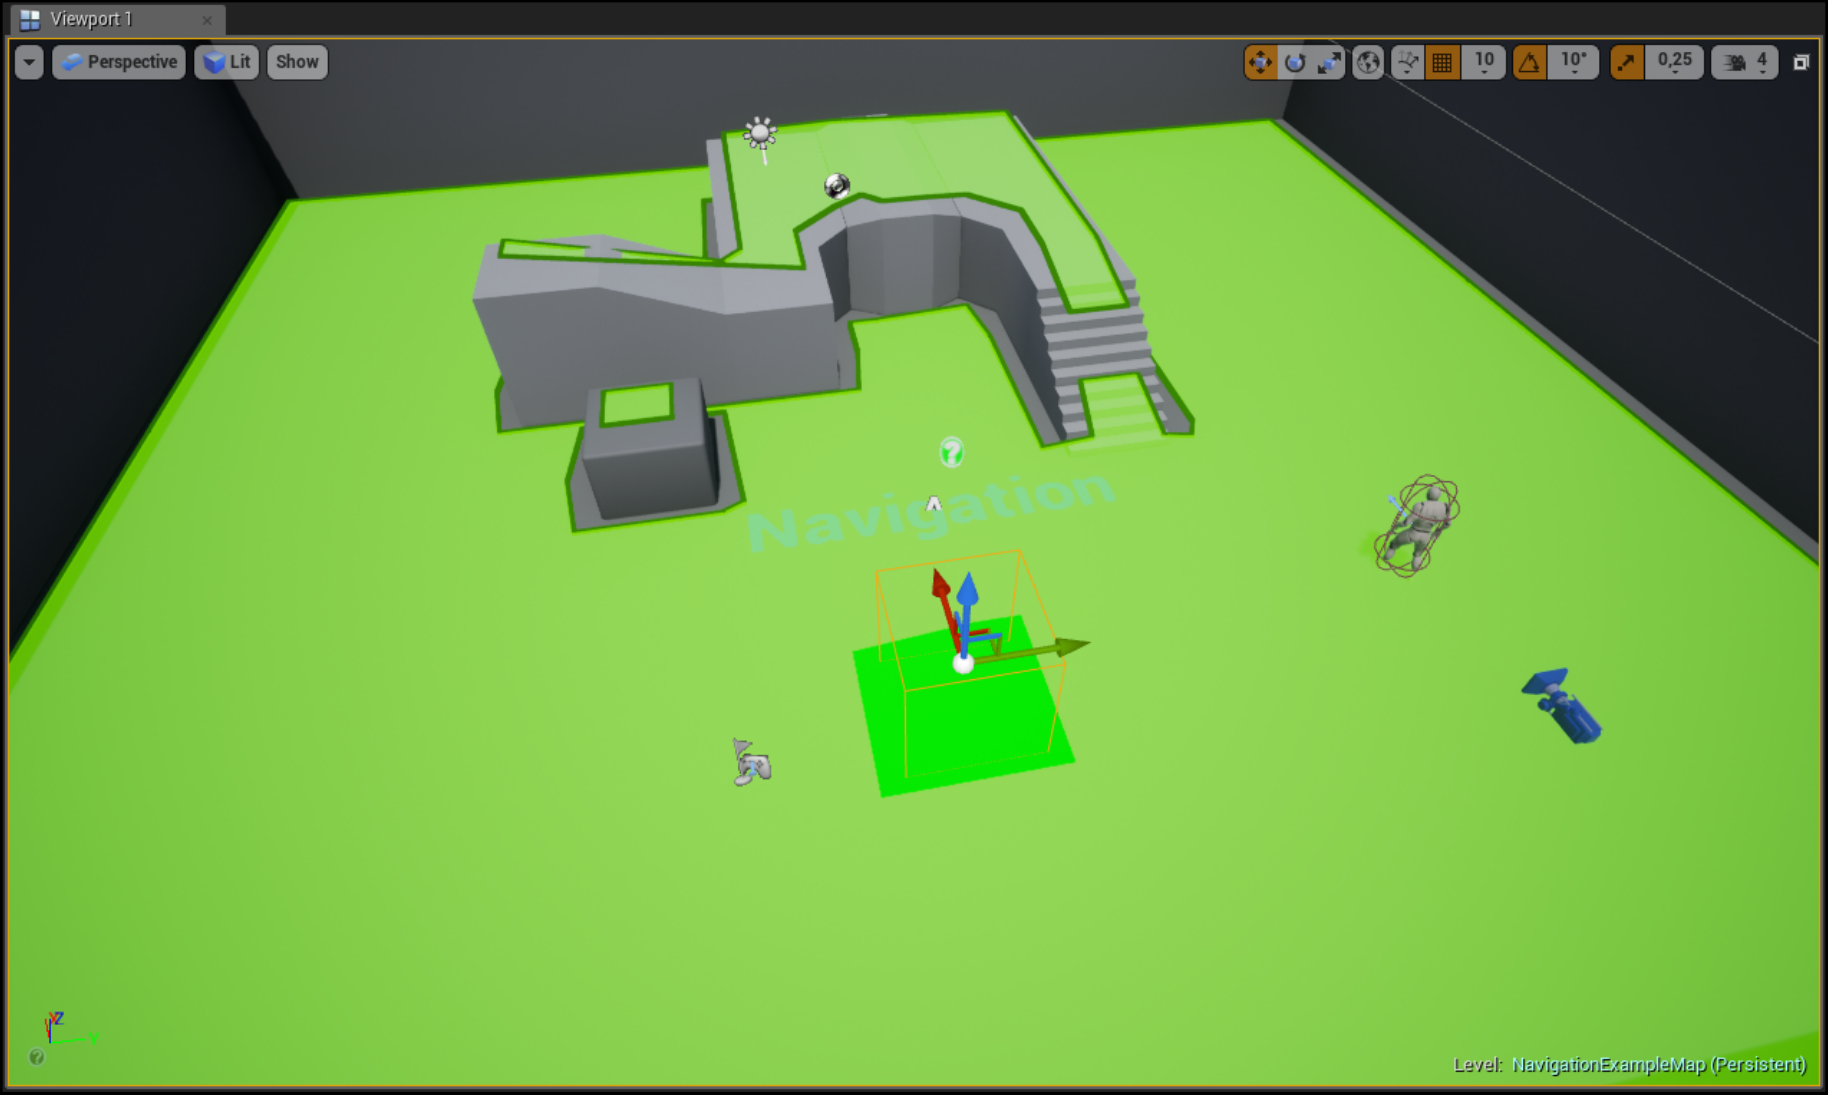 Viewport 1
Perspective Lit Show 10 10° 0,25 4
Navigation
Z
Y
Level: NavigationExampleMap (Persistent)